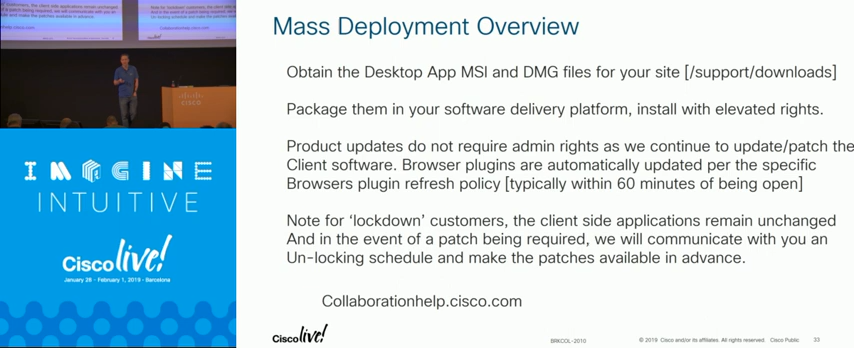 Mass Deployment Overview
Obtain the Desktop App MSI and DMG files for your site [/support/downloads]
Package them in your software delivery platform, install with elevated rights.
Product updates do not require admin rights as we continue to update/patch the
Client software. Browser plugins are automatically updated per the specific
Browsers plugin refresh policy [typically within 60 minutes of being open]
Note for ‘lockdown’ customers, the client side applications remain unchanged
And in the event of a patch being required, we will communicate with you an
Un-locking schedule and make the patches available in advance.
Collaborationhelp.cisco.com
Cisco live!
BRKCOL-2010
© 2019 Cisco and/or its affiliates. All rights reserved. Cisco Public
33
IMAGINE
INTUITIVE
Cisco live!
January 28 - February 1, 2019 • Barcelona
cisco